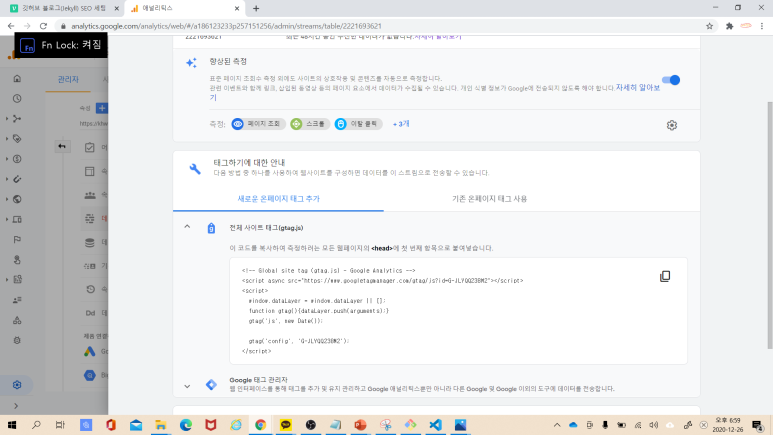 깃허브 블로그(Jekyll) SEO 세팅
애널리틱스
analytics.google.com/analytics/web/#/a186123233p257151256/admin/streams/table/2221693621
Fn Fn Lock: 켜짐
2221693621
자세히 알아보기
관리자
향상된 측정
표준 페이지 조회수 측정 외에도 사이트의 상호작용 및 콘텐츠를 자동으로 측정합니다.
관련 이벤트와 함께 링크, 삽입된 동영상 등의 페이지 요소에서 데이터가 수집될 수 있습니다. 개인 식별 정보가 Google에 전송되지 않도록 해야 합니다.자세히 알아보
기
속성
측정:
페이지 조회
스크롤
이탈 클릭
+ 3개
태그하기에 대한 안내
다음 방법 중 하나를 사용하여 웹사이트를 구성하면 데이터를 이 스트림으로 전송할 수 있습니다.
새로운 온페이지 태그 추가
기존 온페이지 태그 사용
전체 사이트 태그(gtag.js)
이 코드를 복사하여 측정하려는 모든 웹페이지의 <head>에 첫 번째 항목으로 붙여넣습니다.
<!-- Global site tag (gtag.js) - Google Analytics -->
<script async src="https://www.googletagmanager.com/gtag/js?id=G-JLYQQZ38W2"></script>
<script>
window.dataLayer = window.dataLayer || [];
function gtag(){dataLayer.push(arguments);}
gtag('js', new Date());
gtag('config', 'G-JLYQQZ38W2');
</script>
Dd
제품 연결
Go
Google 태그 관리자
웹 인터페이스를 통해 태그를 추가 및 유지 관리하고 Google 애널리틱스뿐만 아니라 다른 Google 및 Google 이외의 도구에 데이터를 전송합니다.
오후 6:59
2020-12-26